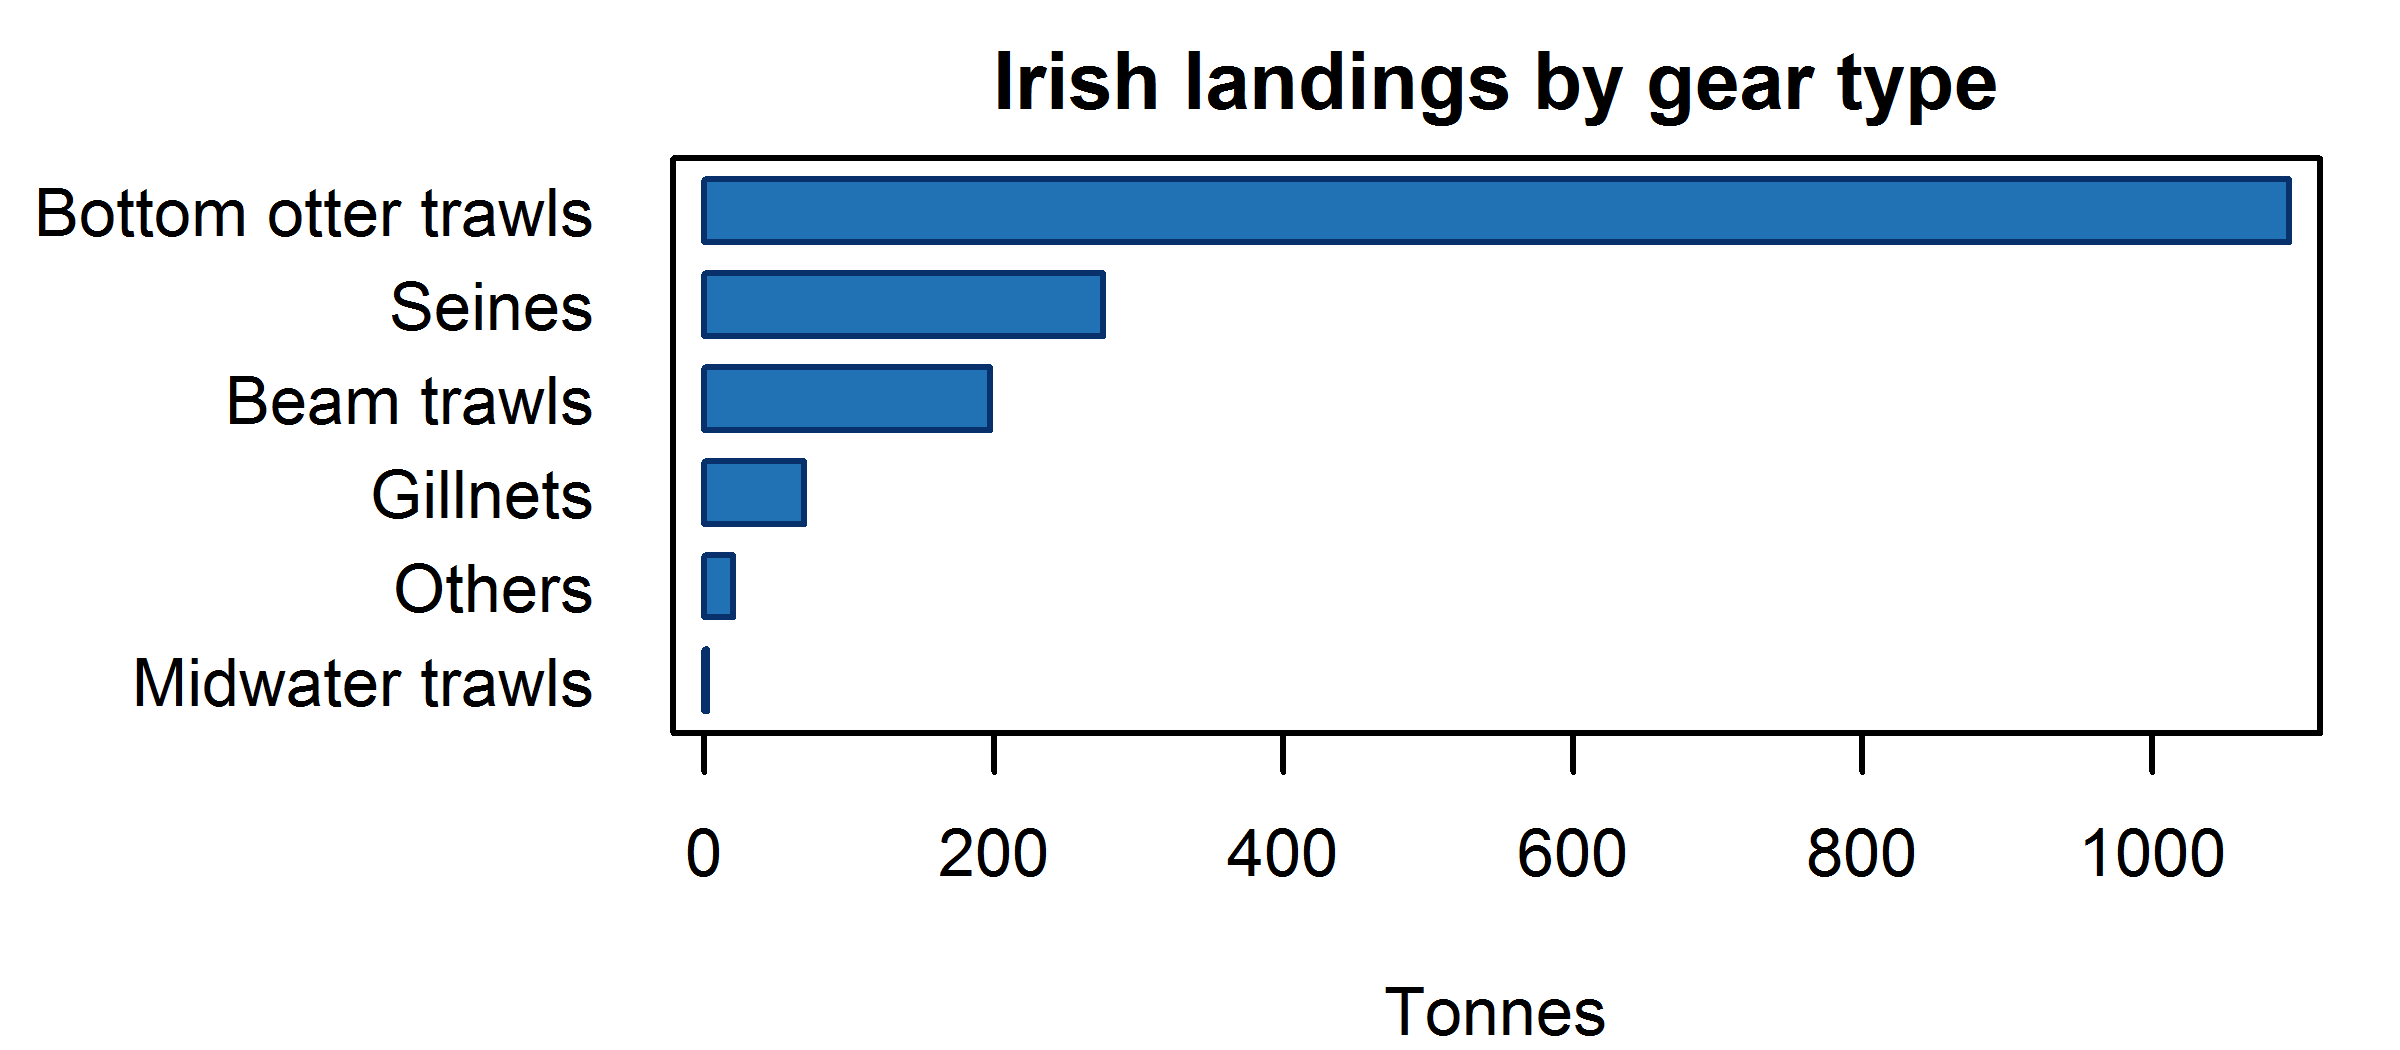 Irish landings by gear type
Bottom otter trawls
Seines
Beam trawls
Gillnets
Others
Midwater trawls
0 200 400 600 800 1000
Tonnes